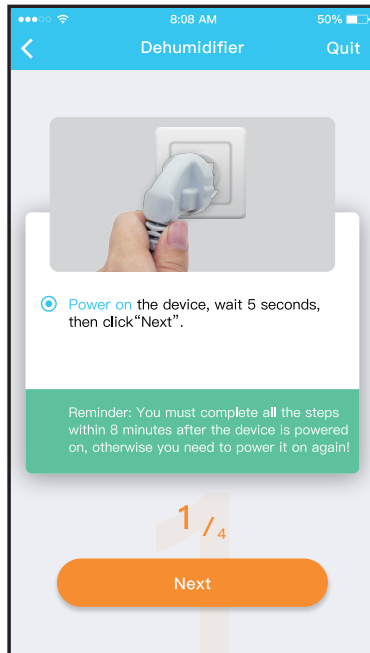 8:08 AM
50%
Dehumidifier
Quit
Power on the device, wait 5 seconds,
then click“Next”.
Reminder: You must complete all the steps
within 8 minutes after the device is powered
on, otherwise you need to power it on again!
1
1 / 4
Next